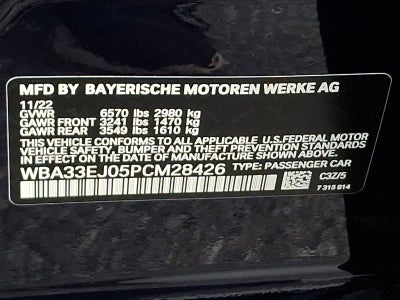 MFD BY BAYERISCHE MOTOREN WERKE AG
11/22
GVWR 6570 lbs 2980 kg
GAWR FRONT 3241 lbs 1470 kg
GAWR REAR 3549 lbs 1610 kg
THIS VEHICLE CONFORMS TO ALL APPLICABLE U.S.FEDERAL MOTOR
VEHICLE SAFETY, BUMPER, AND THEFT PREVENTION STANDARDS IN
EFFECT ON THE DATE OF MANUFACTURE SHOWN ABOVE.
WBA33EJ05PCM28426 TYPE: PASSENGER CAR
C3Z/5
7 315 614